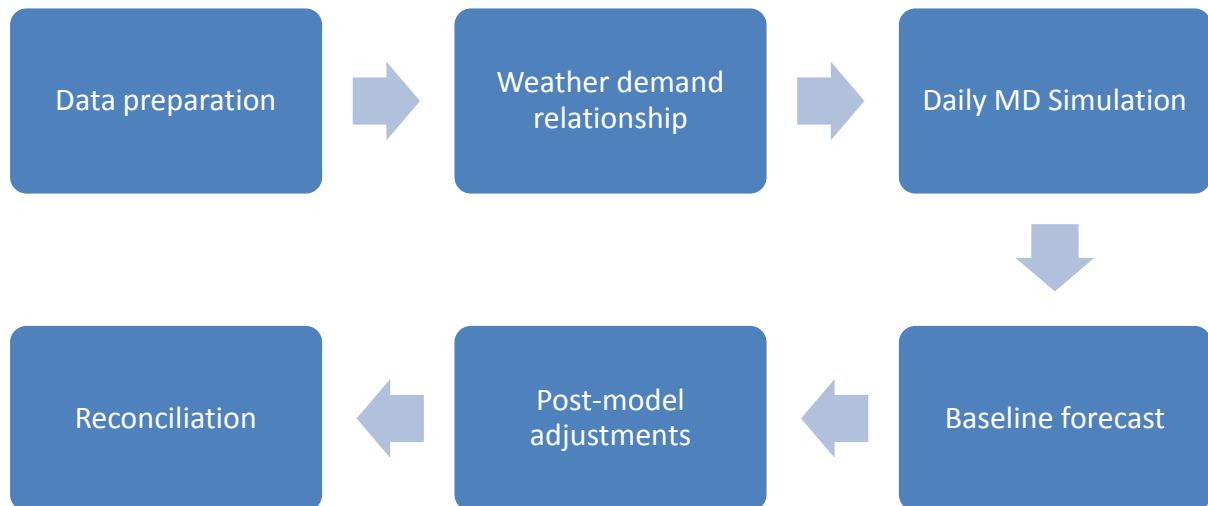 Data preparation
Weather demand
relationship
Daily MD Simulation
Baseline forecast
Post-model
adjustments
Reconciliation